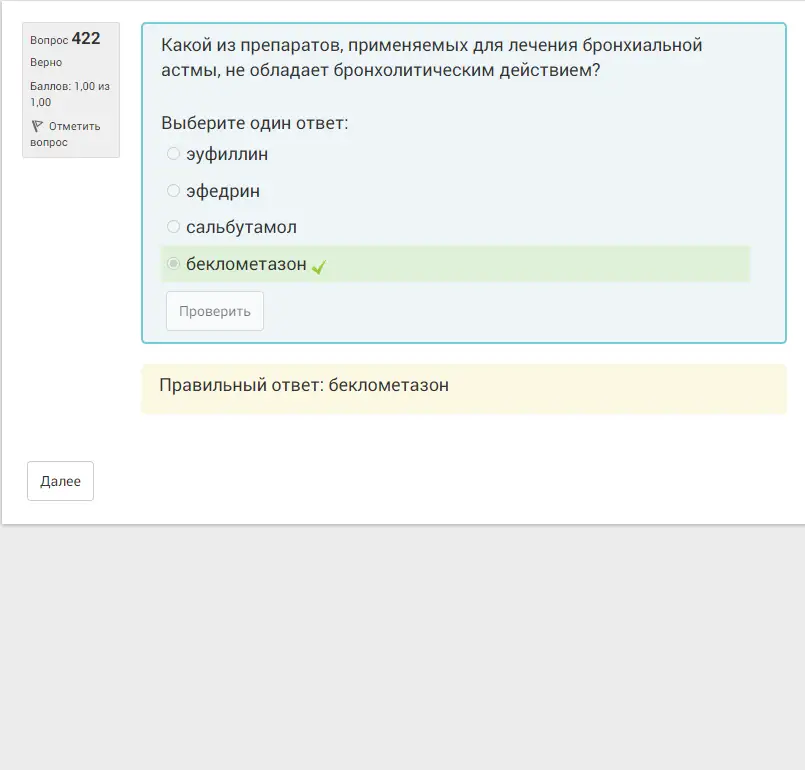 Вопрос 422
Верно
Баллов: 1,00 из
1,00
Отметить
вопрос
Какой из препаратов, применяемых для лечения бронхиальной
астмы, не обладает бронхолитическим действием?
Выберите один ответ:
эуфиллин
эфедрин
сальбутамол
беклометазон
Проверить
Правильный ответ: беклометазон
Далее